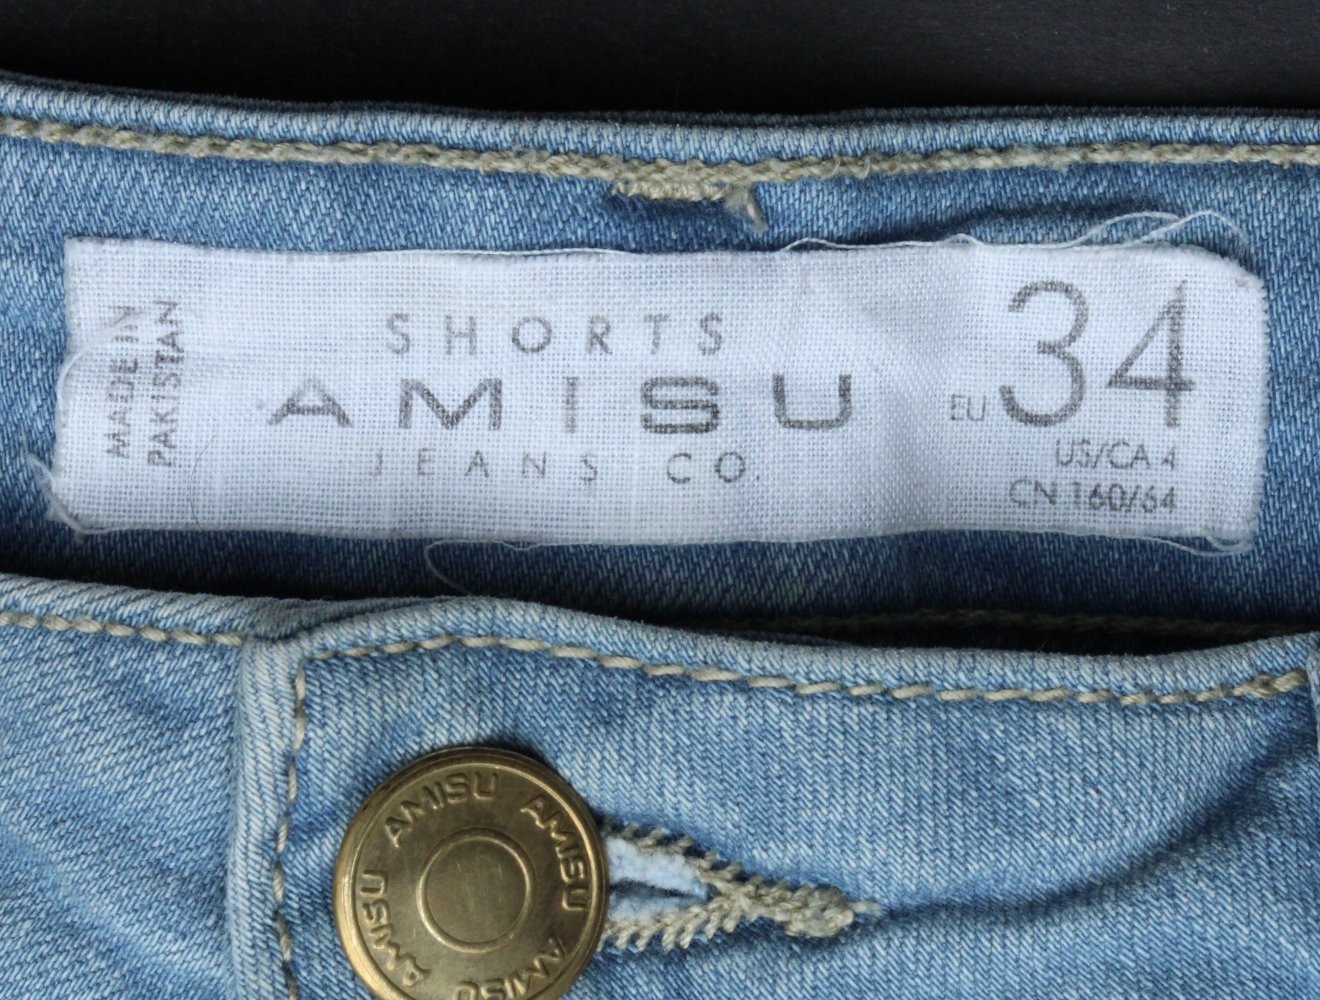 MADE IN
PAKISTAN
SHORTS
AMISU
JEANS CO.
EU 34
US/CA 4
CN 160/64
AMISU AMISU AMISU AMISU